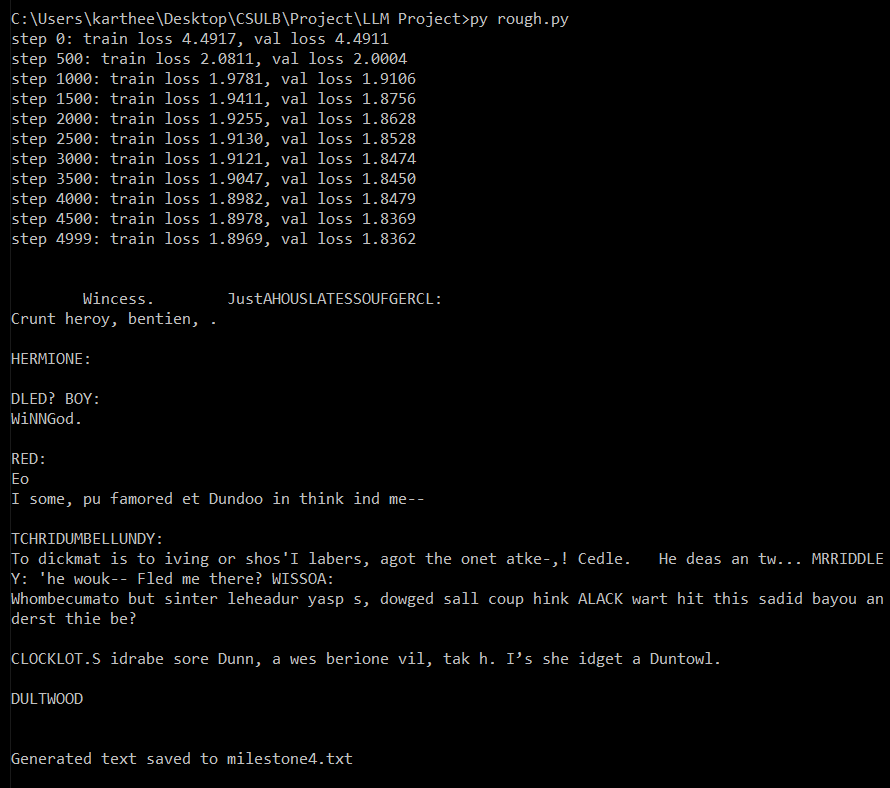 C:\Users\karthee\Desktop\CSULB\Project\LLM Project>py rough.py
step 0: train loss 4.4917, val loss 4.4911
step 500: train loss 2.0811, val loss 2.0004
step 1000: train loss 1.9781, val loss 1.9106
step 1500: train loss 1.9411, val loss 1.8756
step 2000: train loss 1.9255, val loss 1.8628
step 2500: train loss 1.9130, val loss 1.8528
step 3000: train loss 1.9121, val loss 1.8474
step 3500: train loss 1.9047, val loss 1.8450
step 4000: train loss 1.8982, val loss 1.8479
step 4500: train loss 1.8978, val loss 1.8369
step 4999: train loss 1.8969, val loss 1.8362
        Wincess.        JustAHOUSLATESSOUFGERCL:
Crunt heroy, bentien, .
HERMIONE:
DLED? BOY:
WiNNGod.
RED:
Eo
I some, pu famored et Dundoo in think ind me--
TCHRIDUMBELLUNDY:
To dickmat is to iving or shos'I labers, agot the onet atke-,! Cedle.   He deas an tw... MRRIDDLE
Y: 'he wouk-- Fled me there? WISSOA:
Whombecumato but sinter leheadur yasp s, dowged sall coup hink ALACK wart hit this sadid bayou an
derst thie be?
CLOCKLOT.S idrabe sore Dunn, a wes berione vil, tak h. I’s she idget a Duntowl.
DULTWOOD
Generated text saved to milestone4.txt